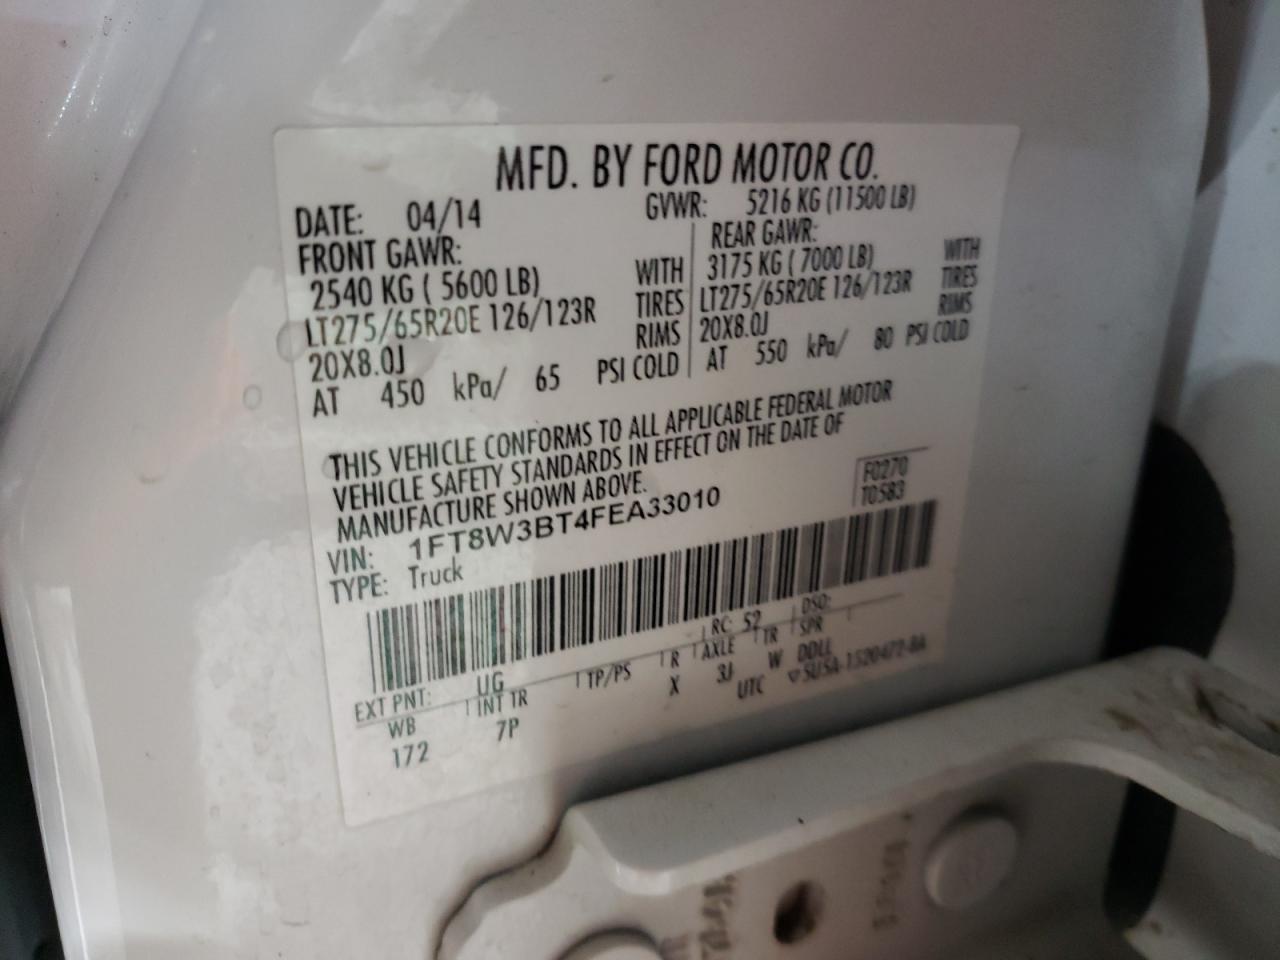 MFD. BY FORD MOTOR CO.
DATE: 04/14 GVWR: 5216 KG (11500 LB)
FRONT GAWR: REAR GAWR:
2540 KG ( 5600 LB) WITH 3175 KG ( 7000 LB) WITH
LT275/65R20E 126/123R TIRES LT275/65R20E 126/123R TIRES
20X8.0J RIMS 20X8.0J RIMS
AT 450 kPa/ 65 PSI COLD AT 550 kPa/ 80 PSI COLD
THIS VEHICLE CONFORMS TO ALL APPLICABLE FEDERAL MOTOR
VEHICLE SAFETY STANDARDS IN EFFECT ON THE DATE OF
MANUFACTURE SHOWN ABOVE.
F0270
T0583
VIN: 1FT8W3BT4FEA33010
TYPE: Truck
EXT PNT: UG RC: 52 DSO:
WB INT TR TP/PS R AXLE TR SPR
172 7P X 3J W DDLL
UTC ▽5U5A-1520472-BA